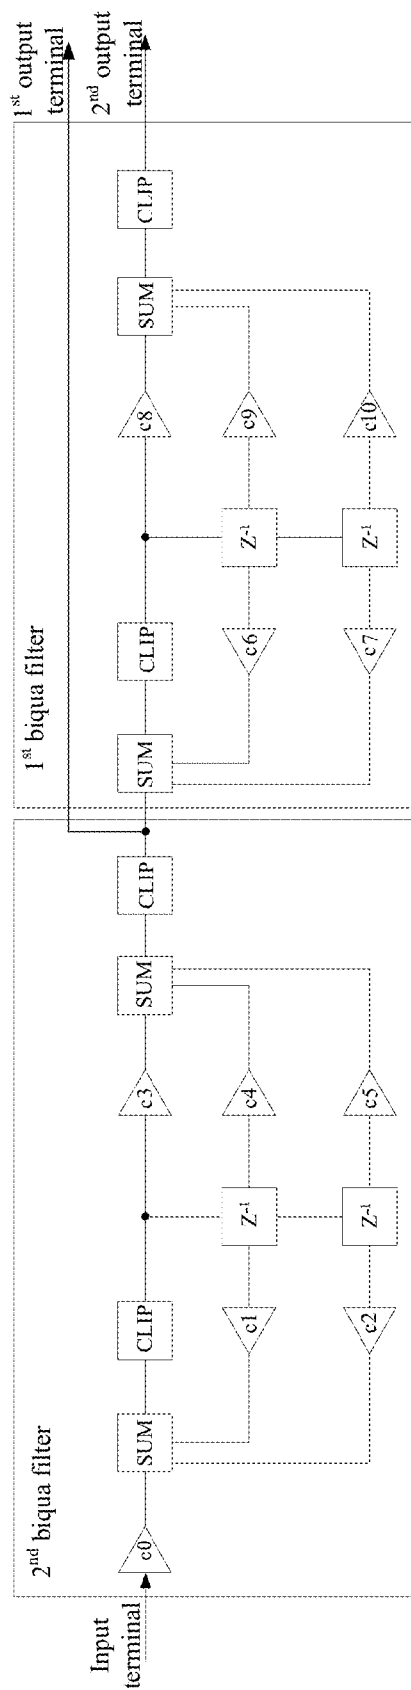 Input
terminal
2nd biqua filter
c0
SUM
CLIP
c1
c2
Z-1
Z-1
c3
c4
c5
SUM
CLIP
1st biqua filter
SUM
CLIP
c6
c7
Z-1
Z-1
c8
c9
c10
SUM
CLIP
1st output
terminal
2nd output
terminal